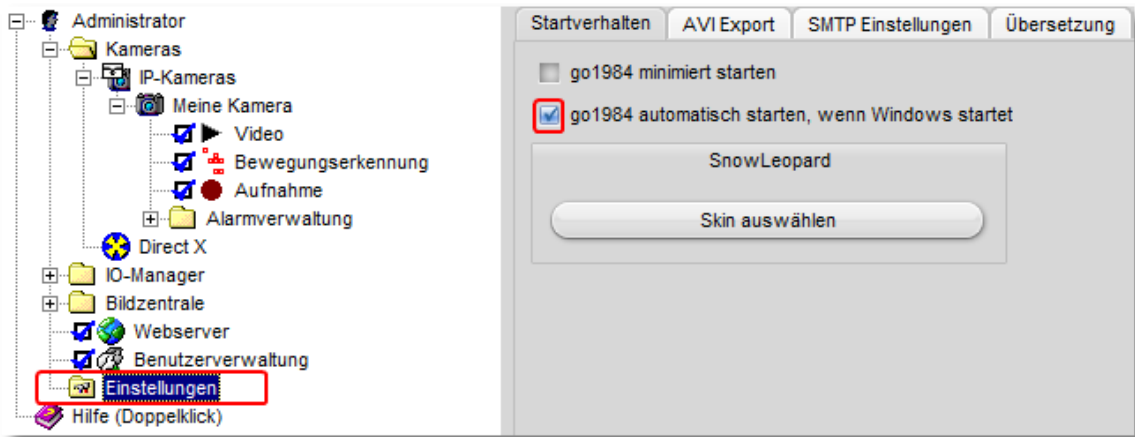 Administrator
Kameras
IP-Kameras
Meine Kamera
Video
Bewegungserkennung
Aufnahme
Alarmverwaltung
Direct X
IO-Manager
Bildzentrale
Webserver
Benutzerverwaltung
Einstellungen
Hilfe (Doppelklick)
Startverhalten AVI Export SMTP Einstellungen Übersetzung
go1984 minimiert starten
go1984 automatisch starten, wenn Windows startet
SnowLeopard
Skin auswählen